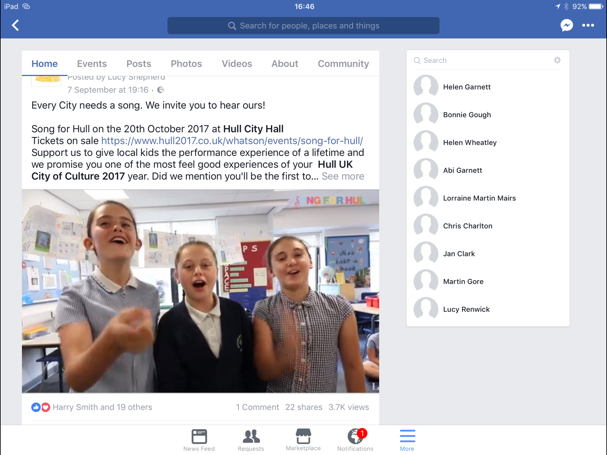 iPad
16:46
92%
Search for people, places and things
Home Events Posts Photos Videos About Community
Posted by Lucy Shepherd
7 September at 19:16 ·
Every City needs a song. We invite you to hear ours!
Song for Hull on the 20th October 2017 at Hull City Hall
Tickets on sale https://www.hull2017.co.uk/whatson/events/song-for-hull/
Support us to give local kids the performance experience of a lifetime and
we promise you one of the most feel good experiences of your Hull UK
City of Culture 2017 year. Did we mention you'll be the first to... See more
NG FOR HUL
Harry Smith and 19 others
1 Comment 22 shares 3.7K views
Search
Helen Garnett
Bonnie Gough
Helen Wheatley
Abi Garnett
Lorraine Martin Mairs
Chris Charlton
Jan Clark
Martin Gore
Lucy Renwick
News Feed
Requests
Marketplace
1
Notifications
More